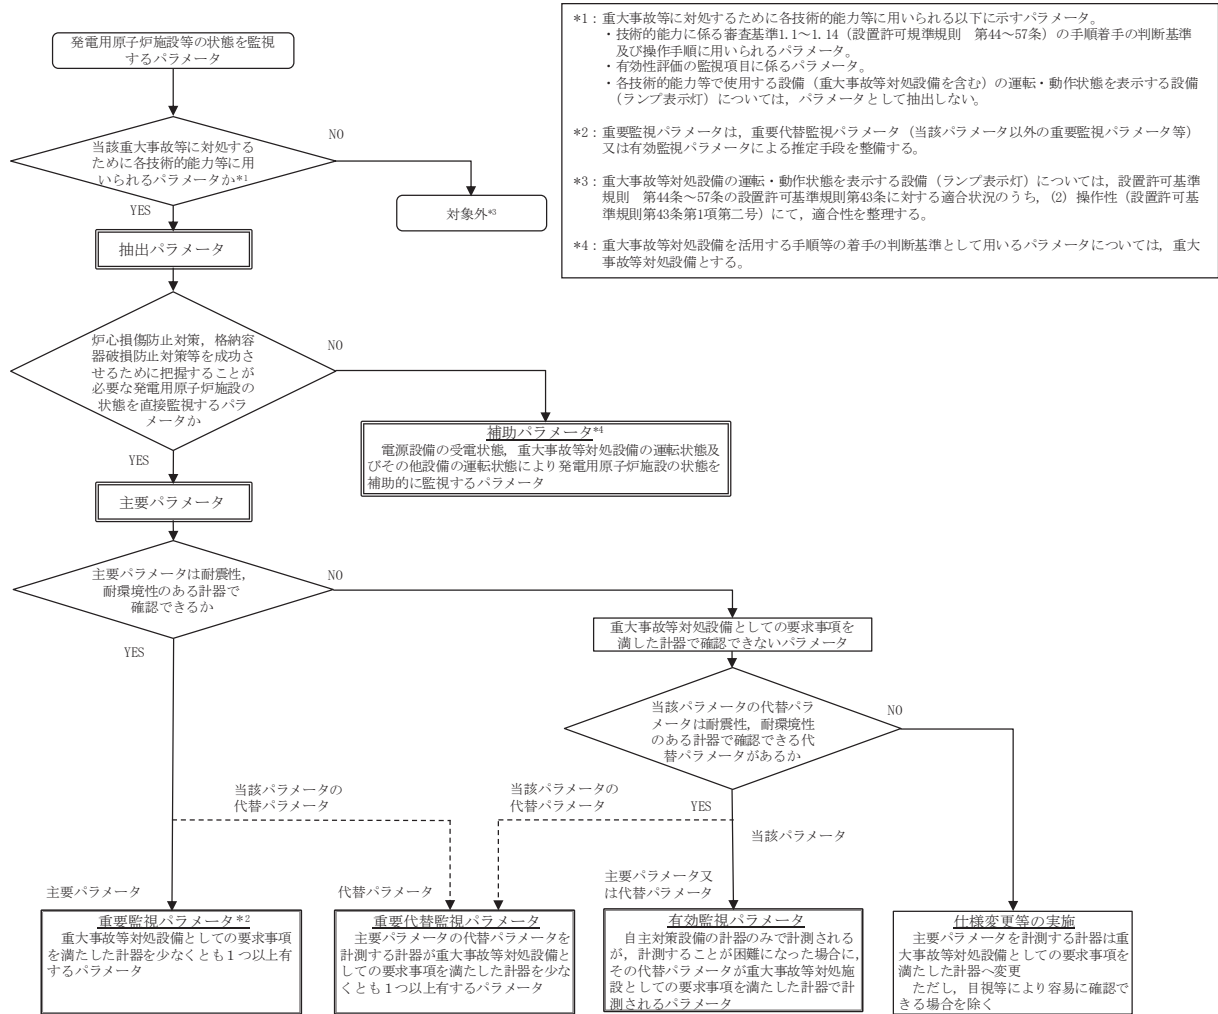 発電用原子炉施設等の状態を監視
するパラメータ
*1：重大事故等に対処するために各技術的能力等に用いられる以下に示すパラメータ。
・技術的能力に係る審査基準1.1～1.14（設置許可規準規則　第44～57条）の手順着手の判断基準
及び操作手順に用いられるパラメータ。
・有効性評価の監視項目に係るパラメータ。
・各技術的能力等で使用する設備（重大事故等対処設備を含む）の運転・動作状態を表示する設備
（ランプ表示灯）については，パラメータとして抽出しない。
*2：重要監視パラメータは，重要代替監視パラメータ（当該パラメータ以外の重要監視パラメータ等）
又は有効監視パラメータによる推定手段を整備する。
*3：重大事故等対処設備の運転・動作状態を表示する設備（ランプ表示灯）については，設置許可基準
規則　第44条～57条の設置許可基準規則第43条に対する適合状況のうち，(2) 操作性（設置許可基
準規則第43条第1項第二号）にて，適合性を整理する。
*4：重大事故等対処設備を活用する手順等の着手の判断基準として用いるパラメータについては，重大
事故等対処設備とする。
当該重大事故等に対処する
ために各技術的能力等に用
いられるパラメータか*1
NO
YES
対象外*3
抽出パラメータ
炉心損傷防止対策，格納容
器破損防止対策等を成功さ
せるために把握することが
必要な発電用原子炉施設の
状態を直接監視するパラ
メータか
NO
YES
補助パラメータ*4
電源設備の受電状態，重大事故等対処設備の運転状態及
びその他設備の運転状態により発電用原子炉施設の状態を
補助的に監視するパラメータ
主要パラメータ
主要パラメータは耐震性，
耐環境性のある計器で
確認できるか
NO
YES
重大事故等対処設備としての要求事項を
満した計器で確認できないパラメータ
当該パラメータの代替パラ
メータは耐震性，耐環境性
のある計器で確認できる代
替パラメータがあるか
NO
当該パラメータの
代替パラメータ
当該パラメータの
代替パラメータ
YES
当該パラメータ
主要パラメータ
代替パラメータ
主要パラメータ又
は代替パラメータ
重要監視パラメータ*2
重大事故等対処設備としての要求事項
を満たした計器を少なくとも１つ以上有
するパラメータ
重要代替監視パラメータ
主要パラメータの代替パラメータを
計測する計器が重大事故等対処設備と
しての要求事項を満たした計器を少な
くとも１つ以上有するパラメータ
有効監視パラメータ
自主対策設備の計器のみで計測される
が，計測することが困難になった場合に，
その代替パラメータが重大事故等対処施
設としての要求事項を満たした計器で計
測されるパラメータ
仕様変更等の実施
主要パラメータを計測する計器は重
大事故等対処設備としての要求事項を
満たした計器へ変更
ただし，目視等により容易に確認で
きる場合を除く